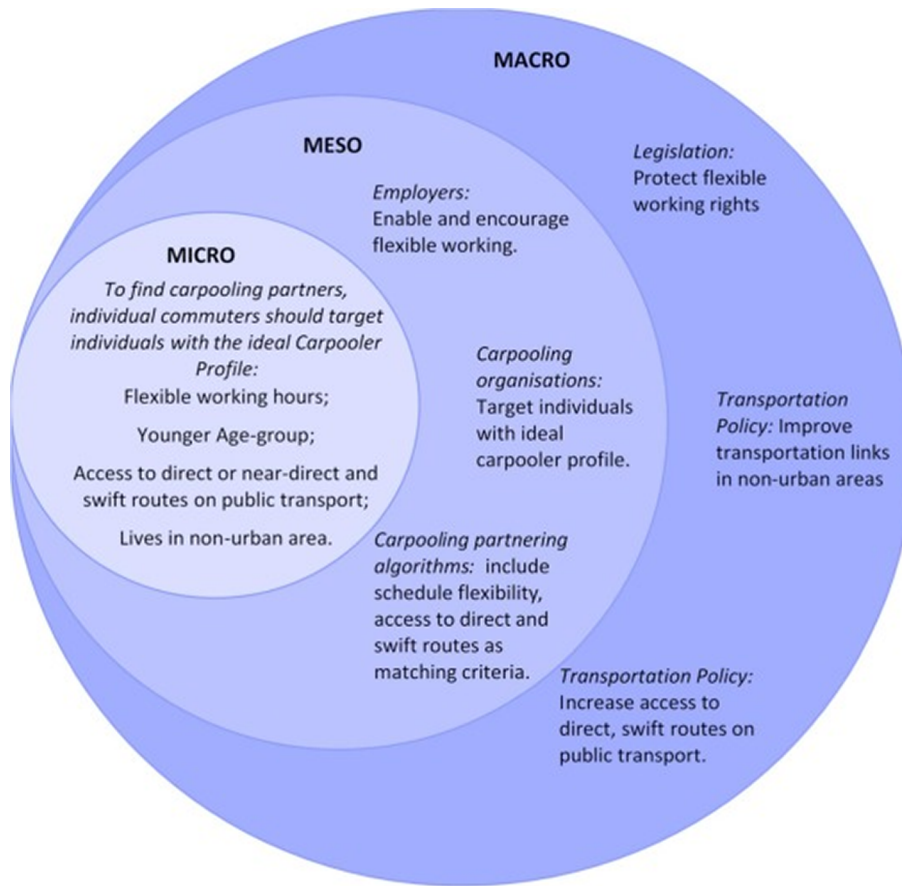 MACRO
Legislation:
Protect flexible
working rights
Transportation
Policy: Improve
transportation links
in non-urban areas
Transportation Policy:
Increase access to
direct, swift routes on
public transport.
MESO
Employers:
Enable and encourage
flexible working.
Carpooling
organisations:
Target individuals
with ideal
carpooler profile.
Carpooling partnering
algorithms: include
schedule flexibility,
access to direct and
swift routes as
matching criteria.
MICRO
To find carpooling partners,
individual commuters should target
individuals with the ideal Carpooler
Profile:
Flexible working hours;
Younger Age-group;
Access to direct or near-direct and
swift routes on public transport;
Lives in non-urban area.